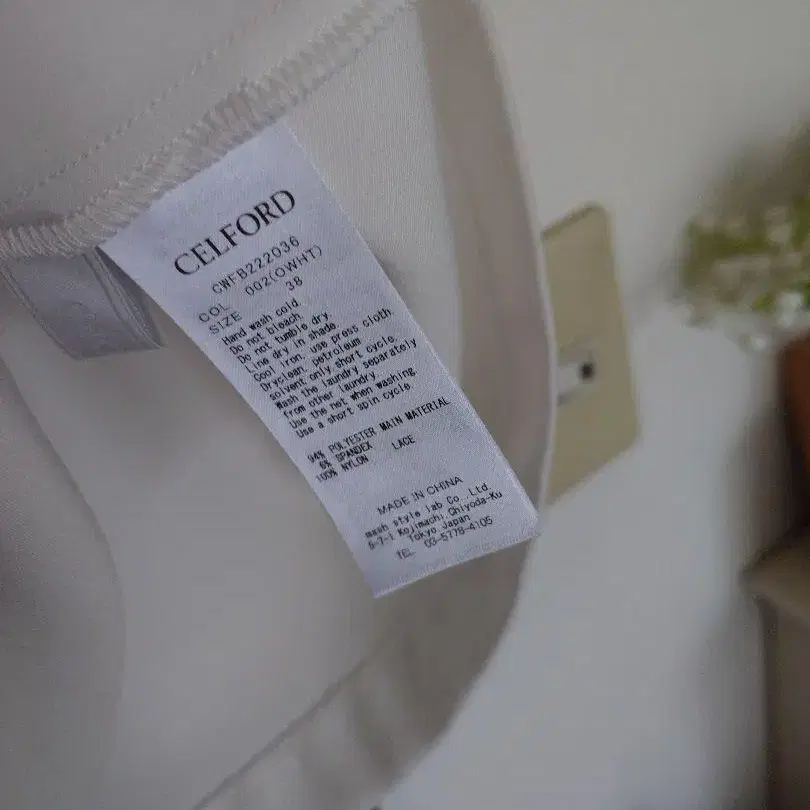 CELFORD
CWFB222036
COL 002(OWHT)
SIZE 38
Hand wash cold.
Do not bleach
Do not tumble dry.
Line dry in shade.
Cool iron. use press cloth
Dryclean. petroleum
solvent only short cycle.
Wash the laundry separately
from other laundry.
Use the net when washing.
Use a short spin cycle.
94% POLYESTER MAIN MATERIAL
6% SPANDEX
100% NYLON LACE
MADE IN CHINA
mash style lab Co.,Ltd.
5-7-1 Kojimachi, Chiyoda-Ku
Tokyo, Japan
TEL 03-5778-4105